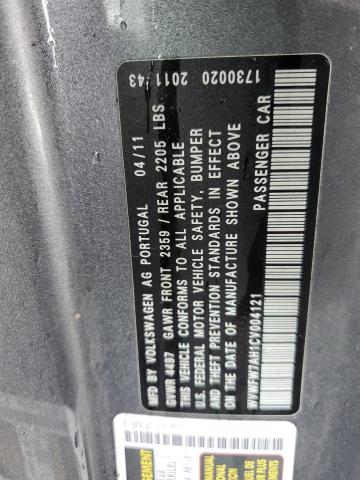 1730020 2011 43
MFD BY VOLKSWAGEN AG PORTUGAL 04/11
GVWR 4497 GAWR FRONT 2359 / REAR 2205 LBS
THIS VEHICLE CONFORMS TO ALL APPLICABLE
U.S. FEDERAL MOTOR VEHICLE SAFETY, BUMPER
AND THEFT PREVENTION STANDARDS IN EFFECT
ON THE DATE OF MANUFACTURE SHOWN ABOVE
WVWFW7AH1CV004121 PASSENGER CAR